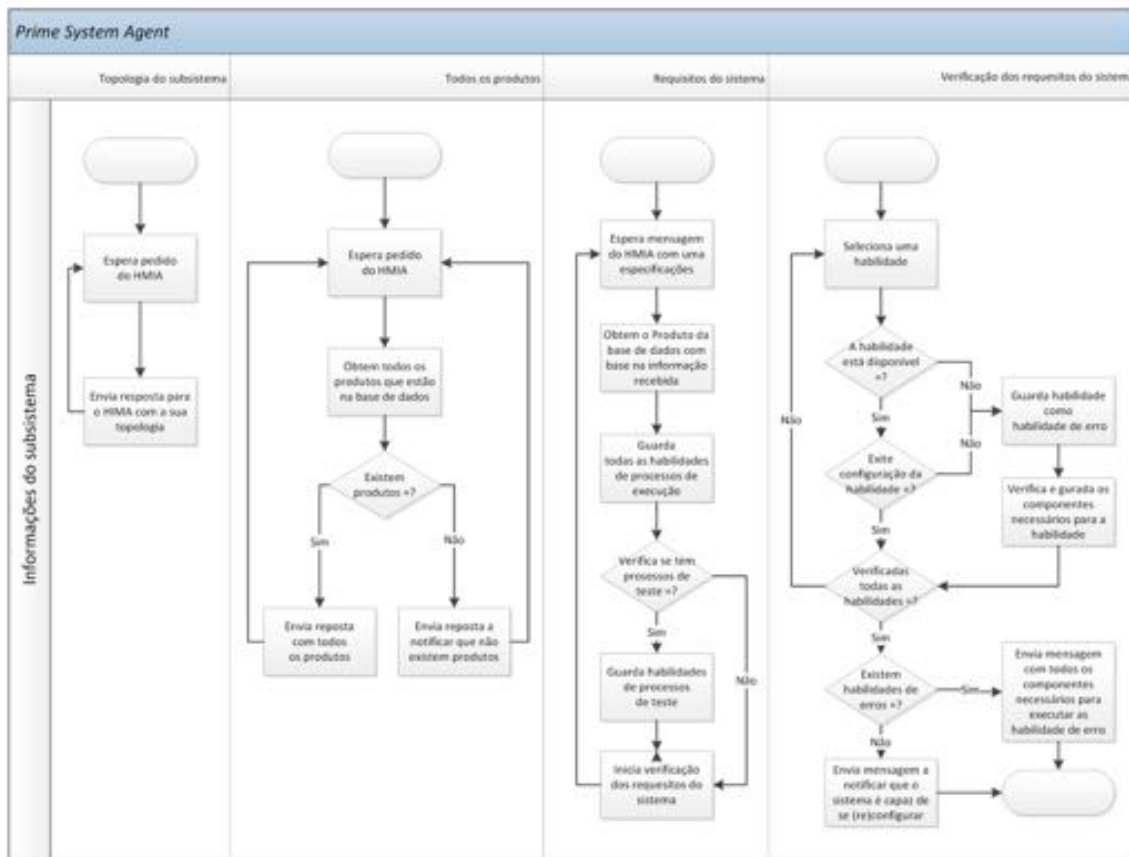 Prime System Agent
Topologia do subsistema
Todos os produtos
Requisitos do sistema
Verificação dos requesitos do sistem
Informações do subsistema
Espera pedido
do HMIA
Envia resposta para
o HIMA com a sua
topologia
Espera pedido
do HMIA
Obtem todos os
produtos que estão
na base de dados
Existem
produtos =?
Sim
Não
Envia reposta
com todos
os produtos
Envia reposta a
notificar que não
existem produtos
Espera mensagem
do HMIA com uma
especificações
Obtem o Produto da
base de dados com
base na informação
recebida
Guarda
todas as habilidades
de processos de
execução
Verifica se tem
prosessos de
teste =?
Sim
Não
Guarda habilidades
de processos
de teste
Inicia verificação
dos requesitos do
sistema
Seleciona uma
habilidade
A habilidade
está disponível
=?
Não
Sim
Guarda habilidade
como
habilidade de erro
Não
Não
Exite
configuração da
habilidade =?
Sim
Verifica e gurada os
componentes
necessários para a
habilidade
Verificadas
todas as
habilidades =?
Sim
Existem
habilidades de
erros =?
Sim
Não
Envia mensagem
com todos os
componentes
necessários para
executar as
habilidade de erro
Envia mensagem a
notificar que o
sistema é capaz de
se (re)configurar